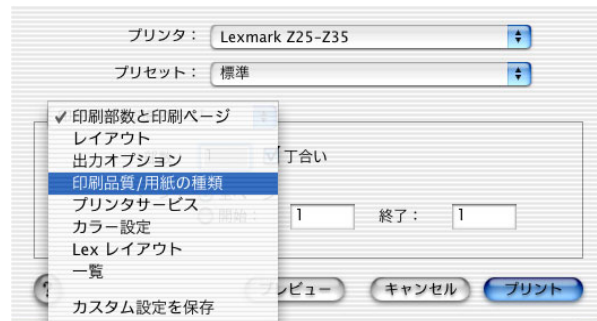 プリンタ： Lexmark Z25-Z35
プリセット： 標準
✓ 印刷部数と印刷ページ
レイアウト
出力オプション
印刷品質/用紙の種類
プリンタサービス
カラー設定
Lex レイアウト
一覧
カスタム設定を保存
1 丁合い
開始： 1 終了： 1
? プレビュー キャンセル プリント